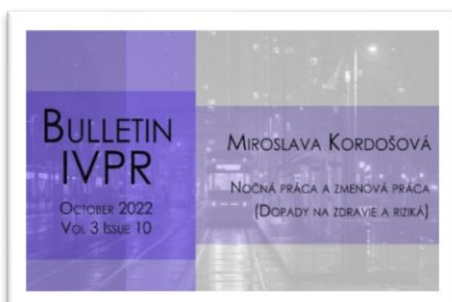 BULLETIN
IVPR
OCTOBER 2022
VOL 3 ISSUE 10
MIROSLAVA KORDOŠOVÁ
NOČNÁ PRÁCA A ZMENOVÁ PRÁCA
(DOPADY NA ZDRAVIE A RIZIKÁ)